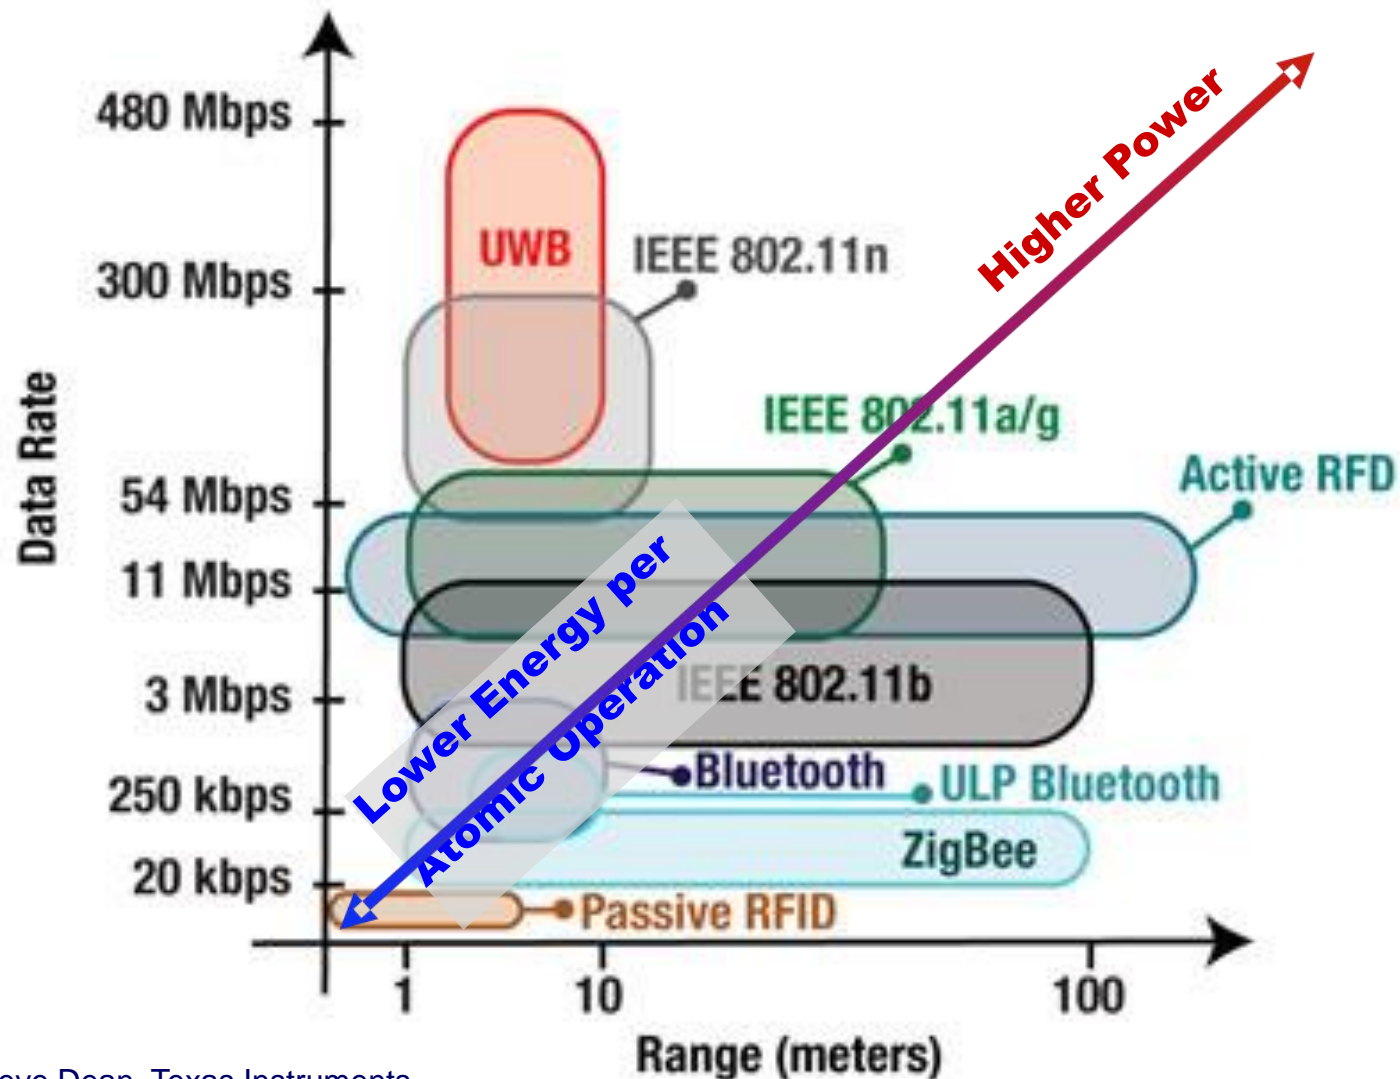 480 Mbps
UWB
IEEE 802.11n
300 Mbps
Higher Power
IEEE 802.11a/g
Active RFD
54 Mbps
11 Mbps
Data Rate
Lower Energy per
Atomic Operation
IEEE 802.11b
3 Mbps
Bluetooth
ULP Bluetooth
250 kbps
ZigBee
20 kbps
Passive RFID
1
10
100
Range (meters)
Dean, Texas Instruments